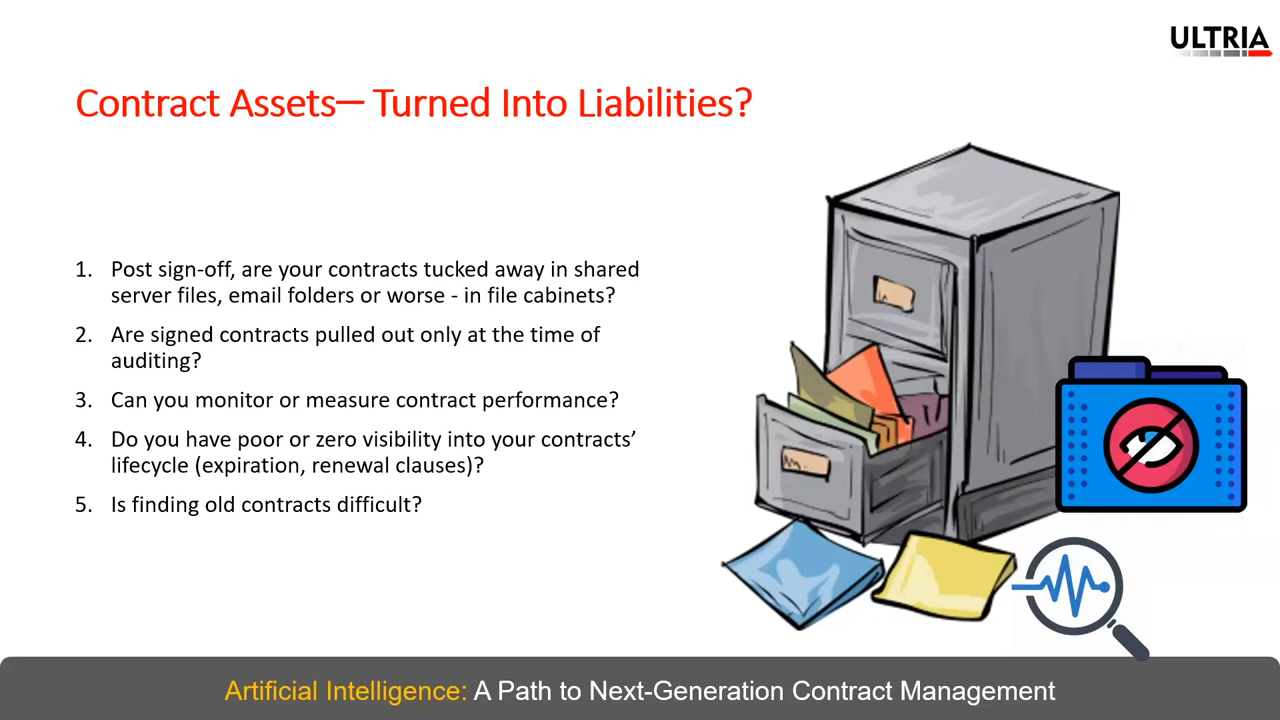 ULTRIA
Contract Assets— Turned Into Liabilities?
1. Post sign-off, are your contracts tucked away in shared
server files, email folders or worse - in file cabinets?
2. Are signed contracts pulled out only at the time of
auditing?
3. Can you monitor or measure contract performance?
4. Do you have poor or zero visibility into your contracts’
lifecycle (expiration, renewal clauses)?
5. Is finding old contracts difficult?
Artificial Intelligence: A Path to Next-Generation Contract Management